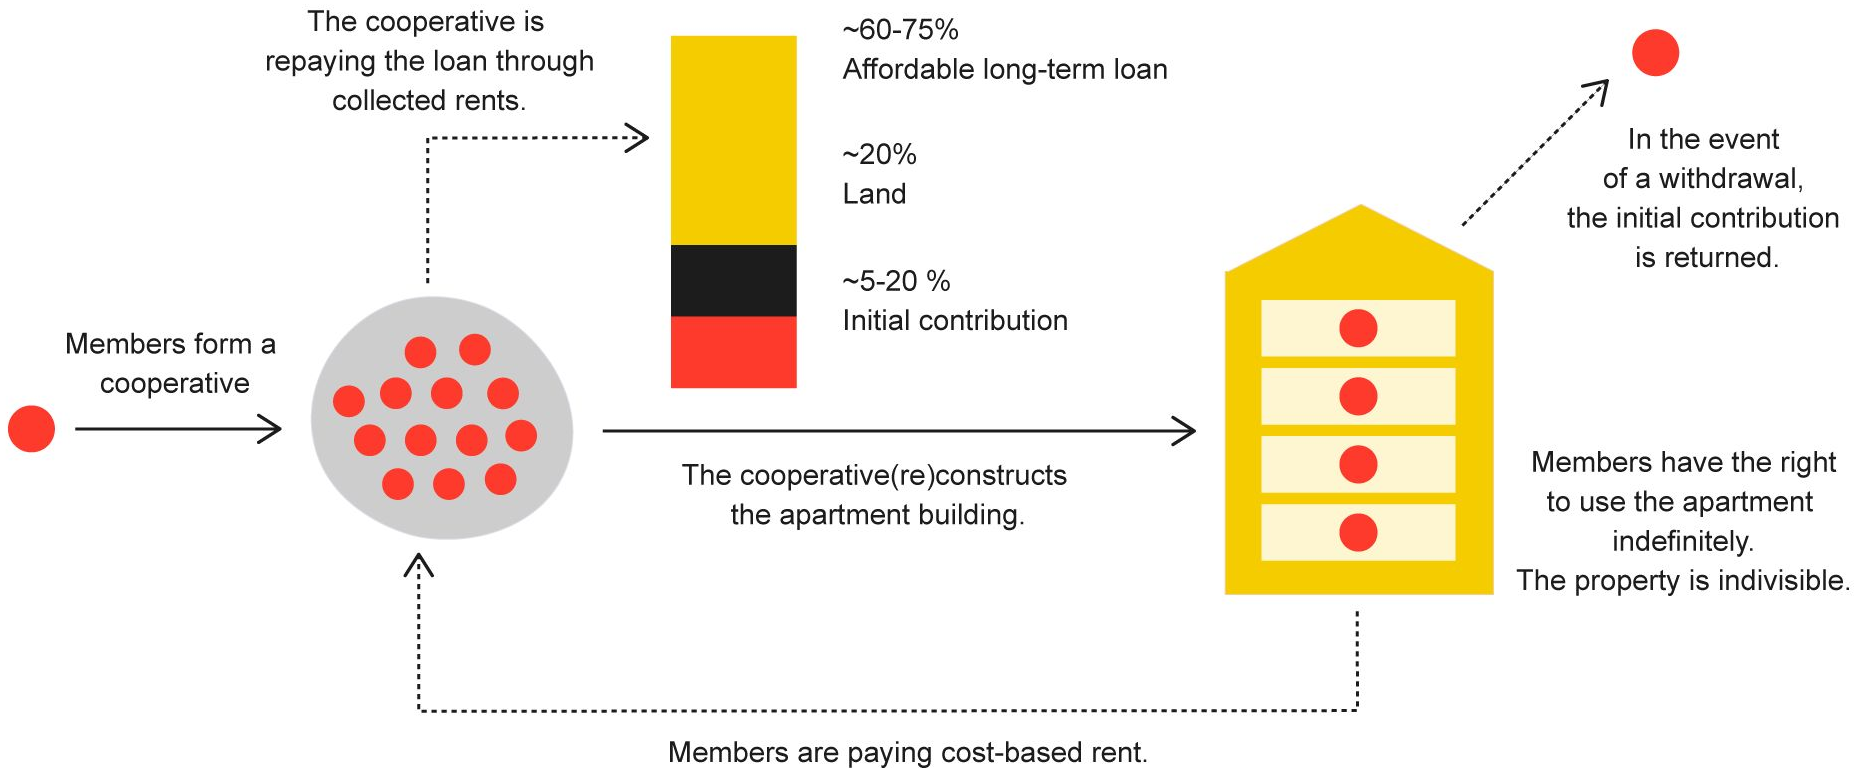 The cooperative is
repaying the loan through
collected rents.
~60-75%
Affordable long-term loan
~20%
Land
~5-20 %
Initial contribution
In the event
of a withdrawal,
the initial contribution
is returned.
Members form a
cooperative
The cooperative(re)constructs
the apartment building.
Members have the right
to use the apartment
indefinitely.
The property is indivisible.
Members are paying cost-based rent.